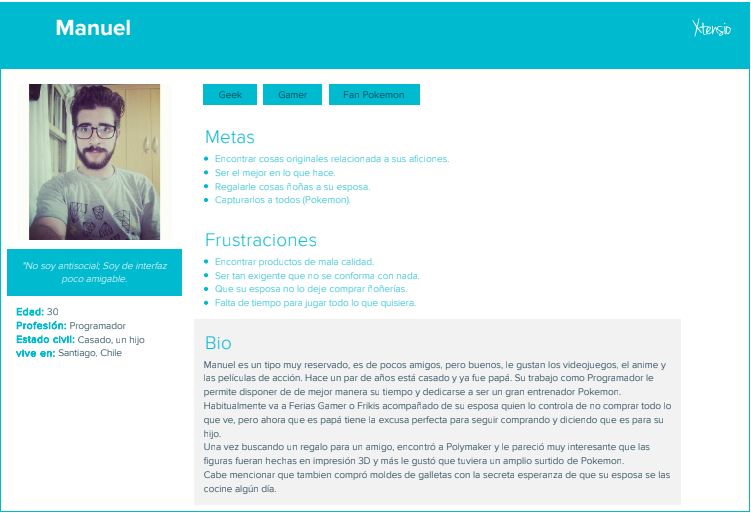 Manuel
Xtensio
Geek
Gamer
Fan Pokemon
Metas
Encontrar cosas originales relacionada a sus aficiones.
Ser el mejor en lo que hace.
Regalarle cosas ñoñas a su esposa.
Capturarlos a todos (Pokemon).
Frustraciones
Encontrar productos de mala calidad.
Ser tan exigente que no se conforma con nada.
Que su esposa no lo deje comprar ñoñerías.
Falta de tiempo para jugar todo lo que quisiera.
"No soy antisocial; Soy de interfaz
poco amigable.
Edad: 30
Profesión: Programador
Estado civil: Casado, un hijo
vive en: Santiago, Chile
Bio
Manuel es un tipo muy reservado, es de pocos amigos, pero buenos, le gustan los videojuegos, el anime y
las películas de acción. Hace un par de años está casado y ya fue papá. Su trabajo como Programador le
permite disponer de de mejor manera su tiempo y dedicarse a ser un gran entrenador Pokemon.
Habitualmente va a Ferias Gamer o Frikis acompañado de su esposa quien lo controla de no comprar todo lo
que ve, pero ahora que es papá tiene la excusa perfecta para seguir comprando y diciendo que es para su
hijo.
Una vez buscando un regalo para un amigo, encontró a Polymaker y le pareció muy interesante que las
figuras fueran hechas en impresión 3D y más le gustó que tuviera un amplio surtido de Pokemon.
Cabe mencionar que tambien compró moldes de galletas con la secreta esperanza de que su esposa se las
cocine algún día.